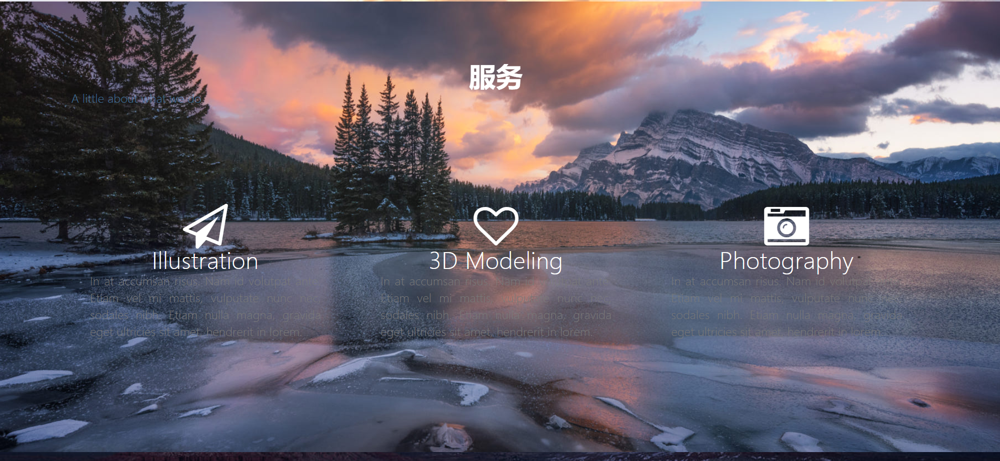 服务
A little about what we do
Illustration
In at accumsan risus. Nam id volutpat ante.
Etiam vel mi mattis, vulputate nunc nec,
sodales nibh. Etiam nulla magna, gravida
eget ultricies sit amet, hendrerit in lorem.
3D Modeling
In at accumsan risus. Nam id volutpat ante.
Etiam vel mi mattis, vulputate nunc nec,
sodales nibh. Etiam nulla magna, gravida
eget ultricies sit amet, hendrerit in lorem.
Photography
In at accumsan risus. Nam id volutpat
Etiam vel mi mattis, vulputate nunc
sodales nibh. Etiam nulla magna, gravida
eget ultricies sit amet, hendrerit in lorem.